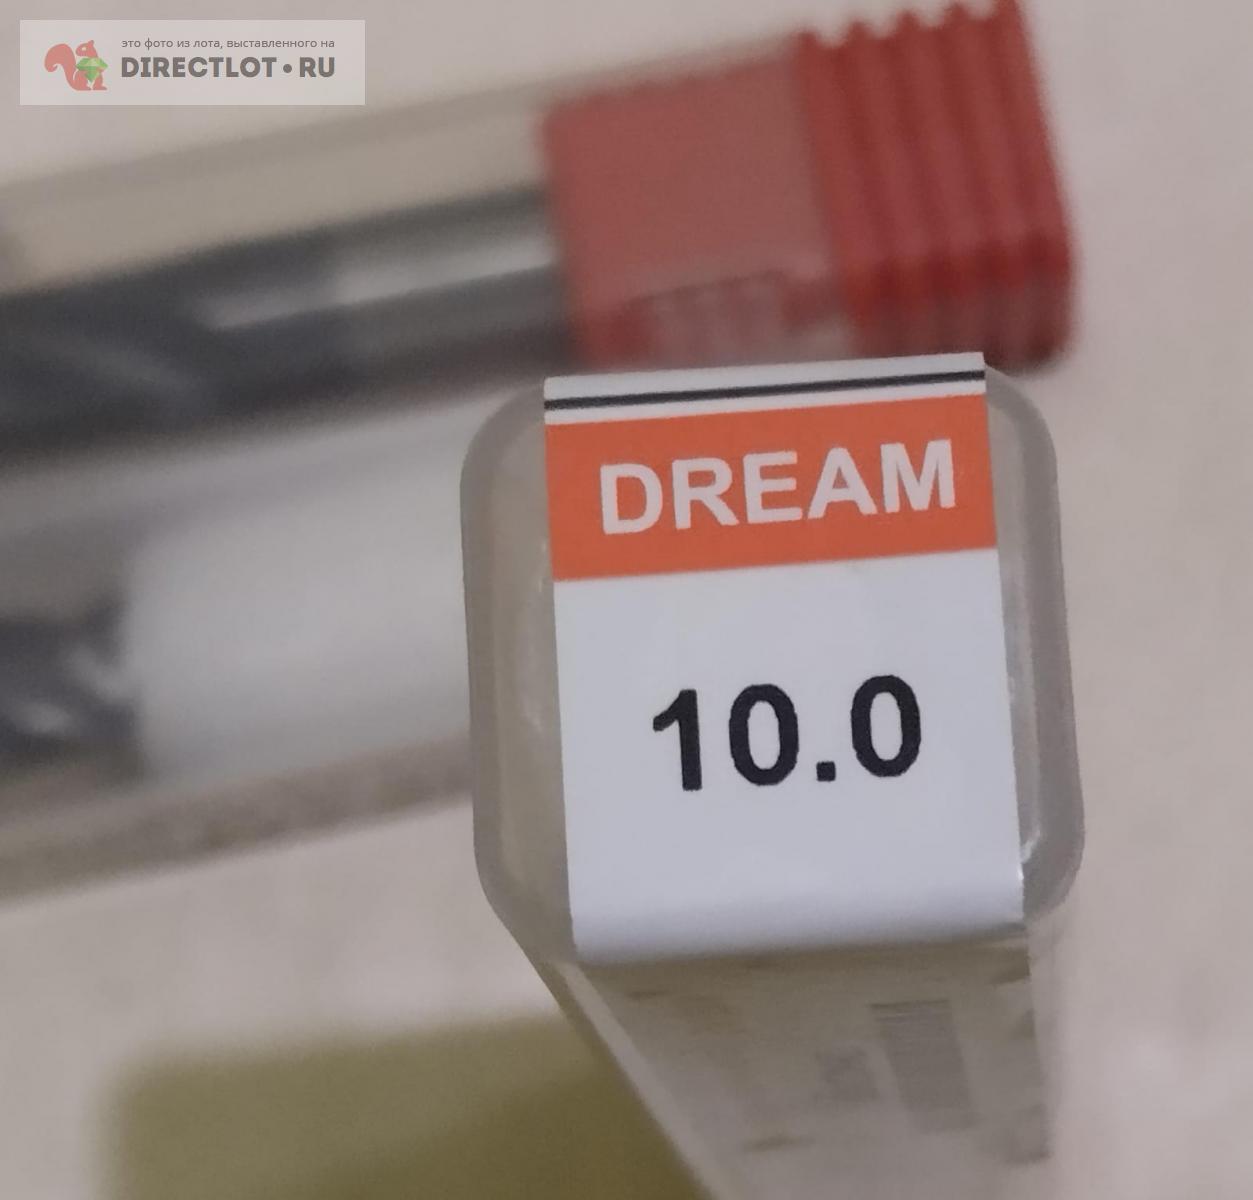 это фото из лота, выставленного на
DIRECTLOT•RU
DREAM
10.0